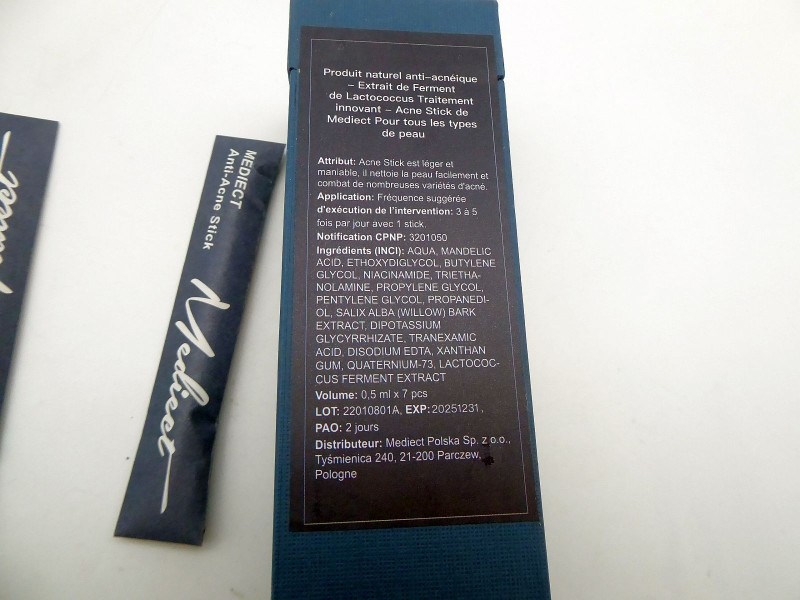 Produit naturel anti-acnéique
– Extrait de Ferment
de Lactococcus Traitement
innovant – Acne Stick de
Mediect Pour tous les types
de peau
Attribut: Acne Stick est léger et
maniable, il nettoie la peau facilement et
combat de nombreuses variétés d'acné.
Application: Fréquence suggérée
d'exécution de l'intervention: 3 à 5
fois par jour avec 1 stick.
Notification CPNP: 3201050
Ingrédients (INCI): AQUA, MANDELIC
ACID, ETHOXYDIGLYCOL, BUTYLENE
GLYCOL, NIACINAMIDE, TRIETHA-
NOLAMINE, PROPYLENE GLYCOL,
PENTYLENE GLYCOL, PROPANEDI-
OL, SALIX ALBA (WILLOW) BARK
EXTRACT, DIPOTASSIUM
GLYCYRRHIZATE, TRANEXAMIC
ACID, DISODIUM EDTA, XANTHAN
GUM, QUATERNIUM-73, LACTOCOC-
CUS FERMENT EXTRACT
Volume: 0,5 ml x 7 pcs
LOT: 22010801A, EXP: 20251231,
PAO: 2 jours
Distributeur: Mediect Polska Sp. z o.o.,
Tyśmienica 240, 21-200 Parczew,
Pologne
MEDIECT
Anti-Acne Stick
Mediect